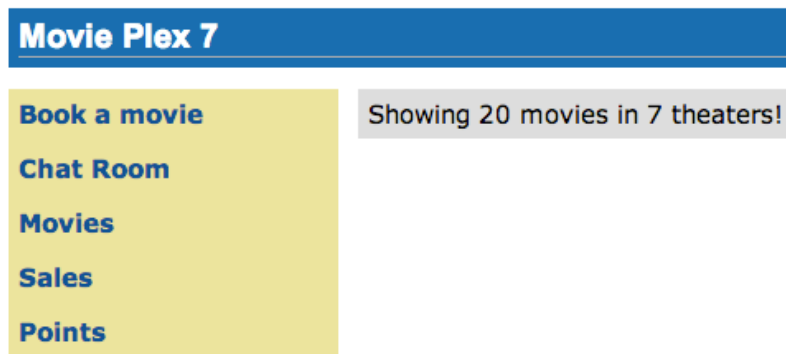 Movie Plex 7
Book a movie
Chat Room
Movies
Sales
Points
Showing 20 movies in 7 theaters!